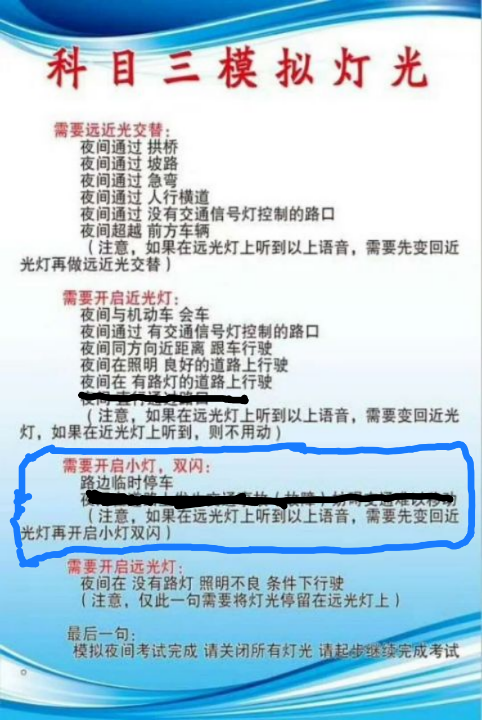 科目三模拟灯光
需要远近光交替：
夜间通过 拱桥
夜间通过 坡路
夜间通过 急弯
夜间通过 人行横道
夜间通过 没有交通信号灯控制的路口
夜间超越 前方车辆
（注意，如果在远光灯上听到以上语音，需要先变回近
光灯再做远近光交替）
需要开启近光灯：
夜间与机动车 会车
夜间通过 有交通信号灯控制的路口
夜间同方向近距离 跟车行驶
夜间在照明 良好的道路上行驶
夜间在 有路灯的道路上行驶
夜间 直行通过路口
（注意，如果在远光灯上听到以上语音，需要变回近光
灯，如果在近光灯上听到，则不用动）
需要开启小灯，双闪：
路边临时停车
（注意，如果在远光灯上听到以上语音，需要先变回近
光灯再开启小灯双闪）
需要开启远光灯：
夜间在 没有路灯 照明不良 条件下行驶
（注意，仅此一句需要将灯光停留在远光灯上）
最后一句：
模拟夜间考试完成 请关闭所有灯光 请起步继续完成考试
。